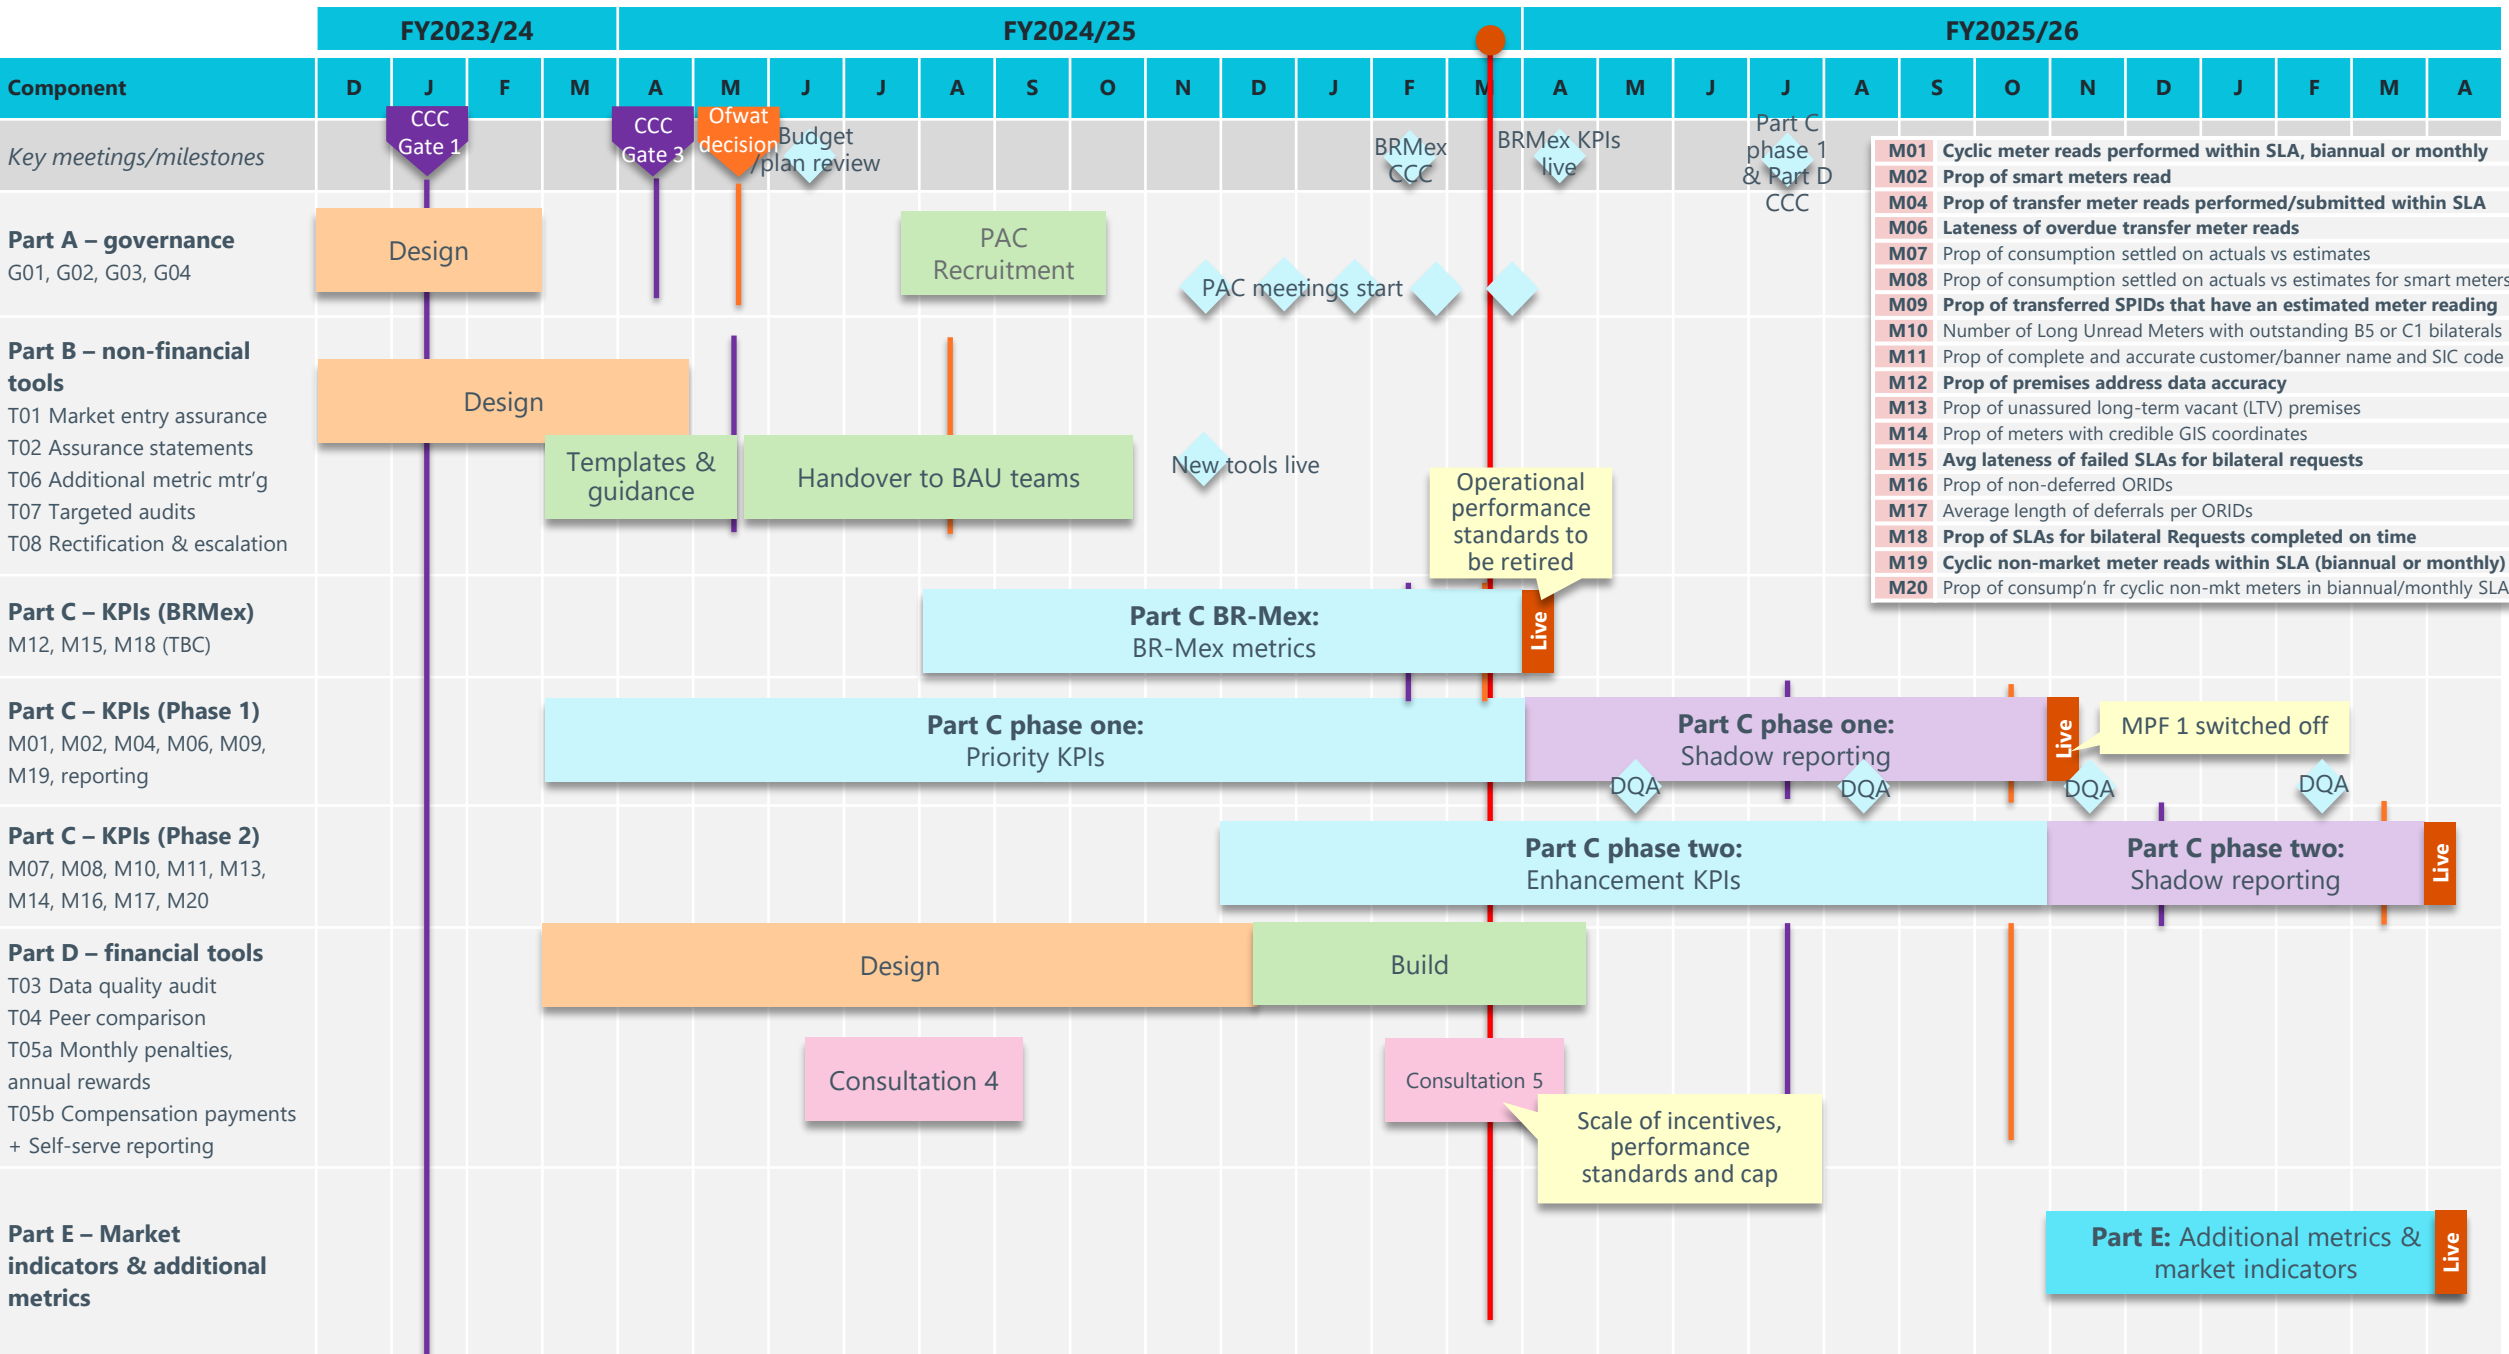 FY2023/24
FY2024/25
FY2025/26
Component
D J F M A M J J A S O N D J F M A M J J A S O N D J F M A
Key meetings/milestones
CCC
Gate 1
CCC
Gate 3
Ofwat
decision
Budget
/plan review
BRMex
CCC
BRMex KPIs
live
Part C
phase 1
& Part D
CCC
M01 Cyclic meter reads performed within SLA, biannual or monthly
M02 Prop of smart meters read
M04 Prop of transfer meter reads performed/submitted within SLA
M06 Lateness of overdue transfer meter reads
M07 Prop of consumption settled on actuals vs estimates
M08 Prop of consumption settled on actuals vs estimates for smart meters
M09 Prop of transferred SPIDs that have an estimated meter reading
M10 Number of Long Unread Meters with outstanding B5 or C1 bilaterals
M11 Prop of complete and accurate customer/banner name and SIC code
M12 Prop of premises address data accuracy
M13 Prop of unassured long-term vacant (LTV) premises
M14 Prop of meters with credible GIS coordinates
M15 Avg lateness of failed SLAs for bilateral requests
M16 Prop of non-deferred ORIDs
M17 Average length of deferrals per ORIDs
M18 Prop of SLAs for bilateral Requests completed on time
M19 Cyclic non-market meter reads within SLA (biannual or monthly)
M20 Prop of consump'n fr cyclic non-mkt meters in biannual/monthly SLA
Part A – governance
G01, G02, G03, G04
Design
PAC
Recruitment
PAC meetings start
Part B – non-financial
tools
T01 Market entry assurance
T02 Assurance statements
T06 Additional metric mtr'g
T07 Targeted audits
T08 Rectification & escalation
Design
Templates &
guidance
Handover to BAU teams
New tools live
Operational
performance
standards to
be retired
Part C – KPIs (BRMex)
M12, M15, M18 (TBC)
Part C BR-Mex:
BR-Mex metrics
Live
Part C – KPIs (Phase 1)
M01, M02, M04, M06, M09,
M19, reporting
Part C phase one:
Priority KPIs
Part C phase one:
Shadow reporting
Live
MPF 1 switched off
DQA
DQA
DQA
DQA
Part C – KPIs (Phase 2)
M07, M08, M10, M11, M13,
M14, M16, M17, M20
Part C phase two:
Enhancement KPIs
Part C phase two:
Shadow reporting
Live
Part D – financial tools
T03 Data quality audit
T04 Peer comparison
T05a Monthly penalties,
annual rewards
T05b Compensation payments
+ Self-serve reporting
Design
Build
Consultation 4
Consultation 5
Scale of incentives,
performance
standards and cap
Part E – Market
indicators & additional
metrics
Part E: Additional metrics &
market indicators
Live